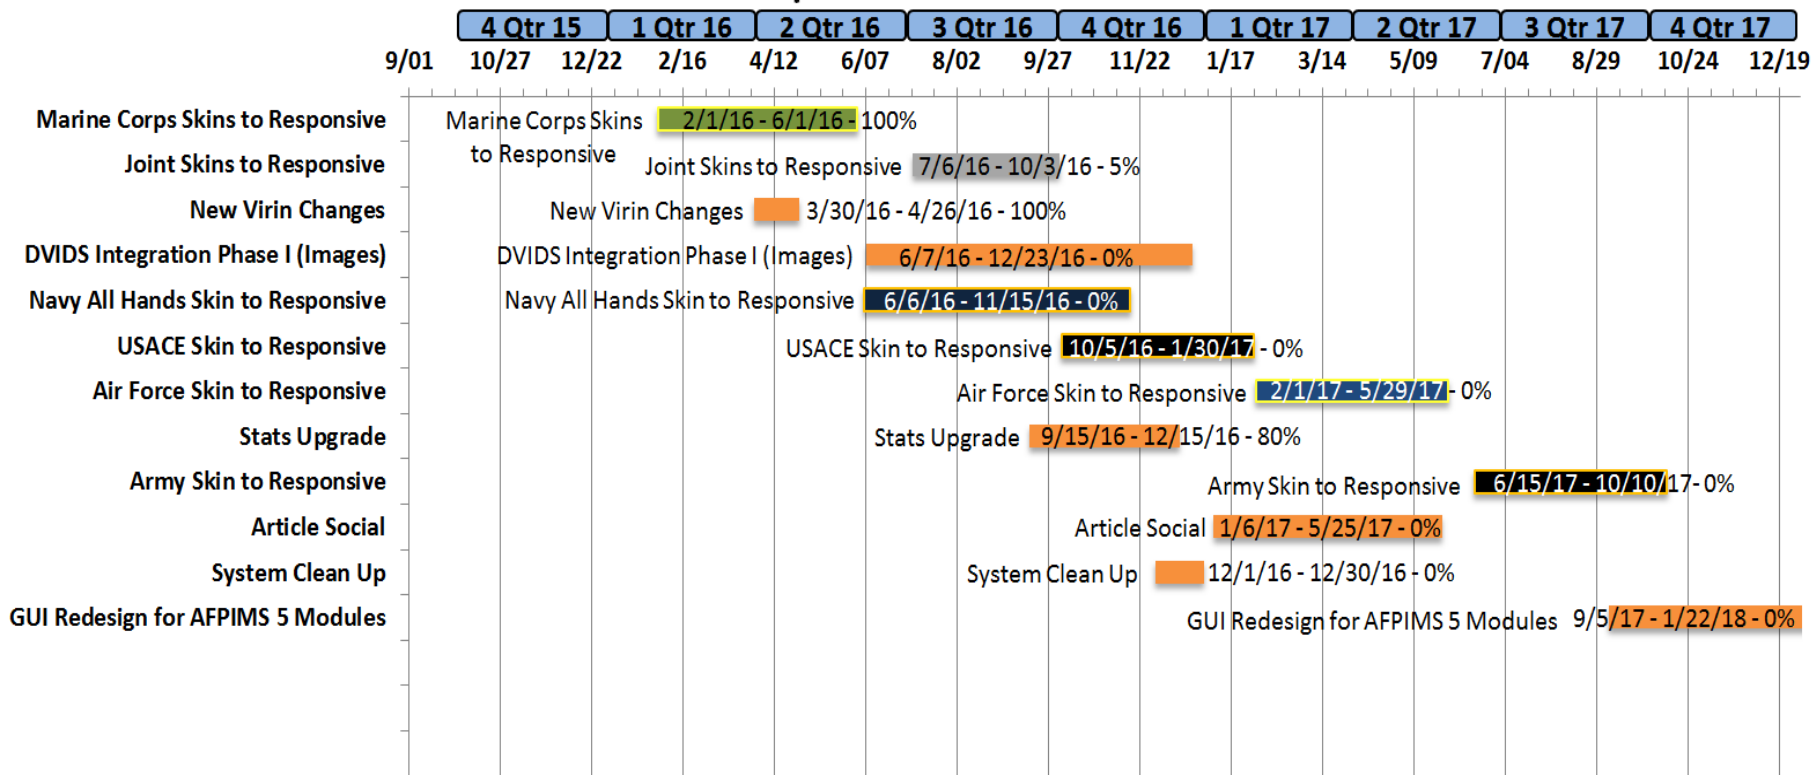 4 Qtr 15 1 Qtr 16 2 Qtr 16 3 Qtr 16 4 Qtr 16 1 Qtr 17 2 Qtr 17 3 Qtr 17 4 Qtr 17
9/01 10/27 12/22 2/16 4/12 6/07 8/02 9/27 11/22 1/17 3/14 5/09 7/04 8/29 10/24 12/19
Marine Corps Skins to Responsive Marine Corps Skins 2/1/16 - 6/1/16 - 100%
to Responsive
Joint Skins to Responsive Joint Skins to Responsive 7/6/16 - 10/3/16 - 5%
New Virin Changes New Virin Changes 3/30/16 - 4/26/16 - 100%
DVIDS Integration Phase I (Images) DVIDS Integration Phase I (Images) 6/7/16 - 12/23/16 - 0%
Navy All Hands Skin to Responsive Navy All Hands Skin to Responsive 6/6/16 - 11/15/16 - 0%
USACE Skin to Responsive USACE Skin to Responsive 10/5/16 - 1/30/17 - 0%
Air Force Skin to Responsive Air Force Skin to Responsive 2/1/17 - 5/29/17 - 0%
Stats Upgrade Stats Upgrade 9/15/16 - 12/15/16 - 80%
Army Skin to Responsive Army Skin to Responsive 6/15/17 - 10/10/17- 0%
Article Social Article Social 1/6/17 - 5/25/17 - 0%
System Clean Up System Clean Up 12/1/16 - 12/30/16 - 0%
GUI Redesign for AFPIMS 5 Modules GUI Redesign for AFPIMS 5 Modules 9/5/17 - 1/22/18 - 0%